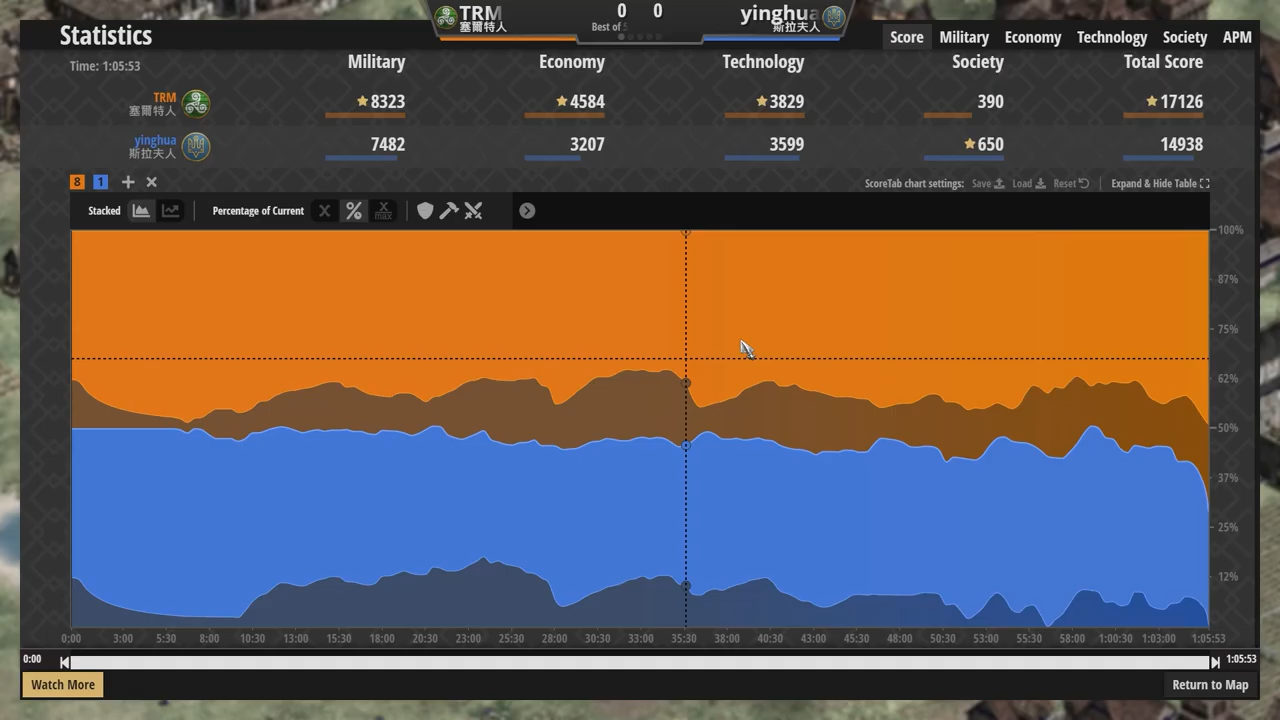 TRM 0 0 yinghua
塞爾特人 Best of 斯拉夫人
Statistics
Score Military Economy Technology Society APM
Time: 1:05:53 Military Economy Technology Society Total Score
TRM
塞爾特人
8323 4584 3829 390 17126
yinghua
斯拉夫人
7482 3207 3599 650 14938
8 1
ScoreTab chart settings: Save Load Reset Expand & Hide Table
Stacked Percentage of Current X % X max
100%
87%
75%
62%
50%
37%
25%
12%
0:00 3:00 5:30 8:00 10:30 13:00 15:30 18:00 20:30 23:00 25:30 28:00 30:30 33:00 35:30 38:00 40:30 43:00 45:30 48:00 50:30 53:00 55:30 58:00 1:00:30 1:03:00 1:05:53
0:00 1:05:53
Watch More Return to Map